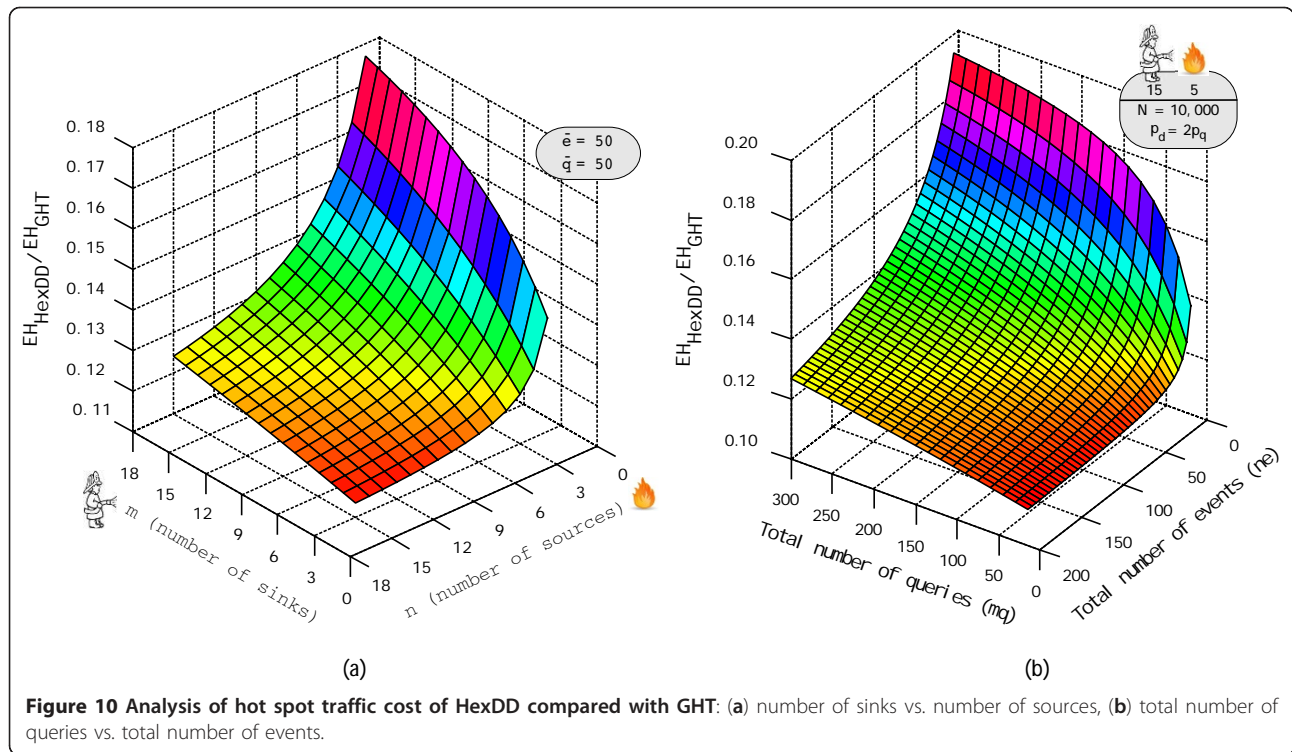 0.18
0.17
0.16
0.15
0.14
0.13
0.12
0.11
EH_HexDD / EH_GHT
18
15
12
9
6
3
0
m (number of sinks)
18
15
12
9
6
3
0
n (number of sources)
ē = 50
q̄ = 50
(a)
0.20
0.18
0.16
0.14
0.12
0.10
EH_HexDD / EH_GHT
300
250
200
150
100
50
0
Total number of queries (mq)
200
150
100
50
0
Total number of events (ne)
15 5
N = 10,000
p_d = 2p_q
(b)
Figure 10 Analysis of hot spot traffic cost of HexDD compared with GHT: (a) number of sinks vs. number of sources, (b) total number of
queries vs. total number of events.